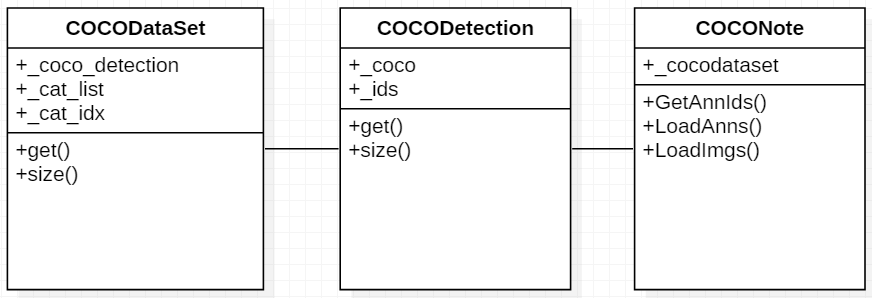 COCODataSet
+_coco_detection
+_cat_list
+_cat_idx
+get()
+size()
COCODetection
+_coco
+_ids
+get()
+size()
COCONote
+_cocodataset
+GetAnnIds()
+LoadAnns()
+LoadImgs()